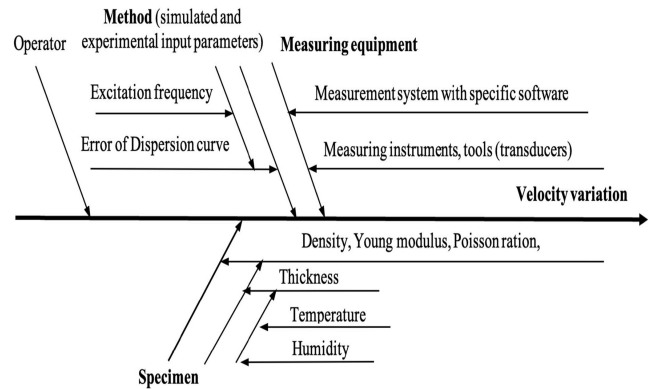 Method (simulated and
Operator experimental input parameters) Measuring equipment
Excitation frequency
Measurement system with specific software
Error of Dispersion curve
Measuring instruments, tools (transducers)
Velocity variation
Density, Young modulus, Poisson ration,
Thickness
Temperature
Humidity
Specimen